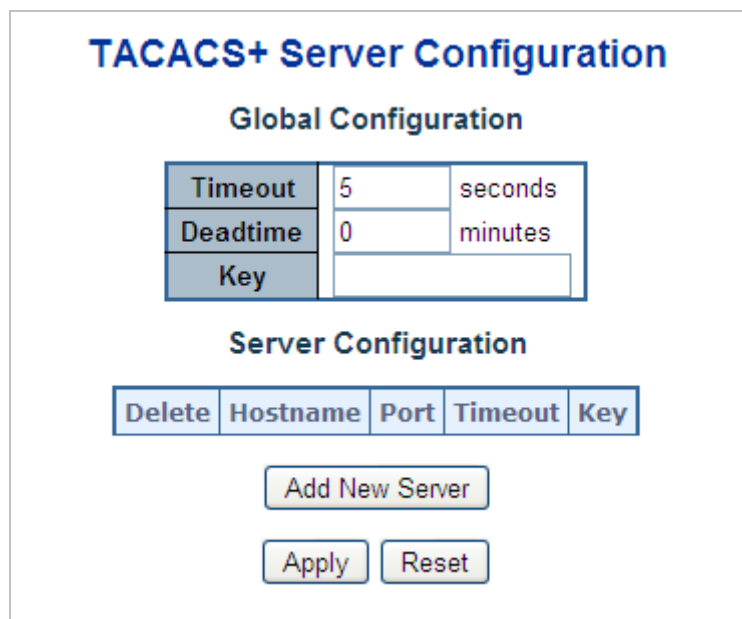 TACACS+ Server Configuration
Global Configuration
Timeout 5 seconds
Deadtime 0 minutes
Key
Server Configuration
Delete Hostname Port Timeout Key
Add New Server
Apply Reset